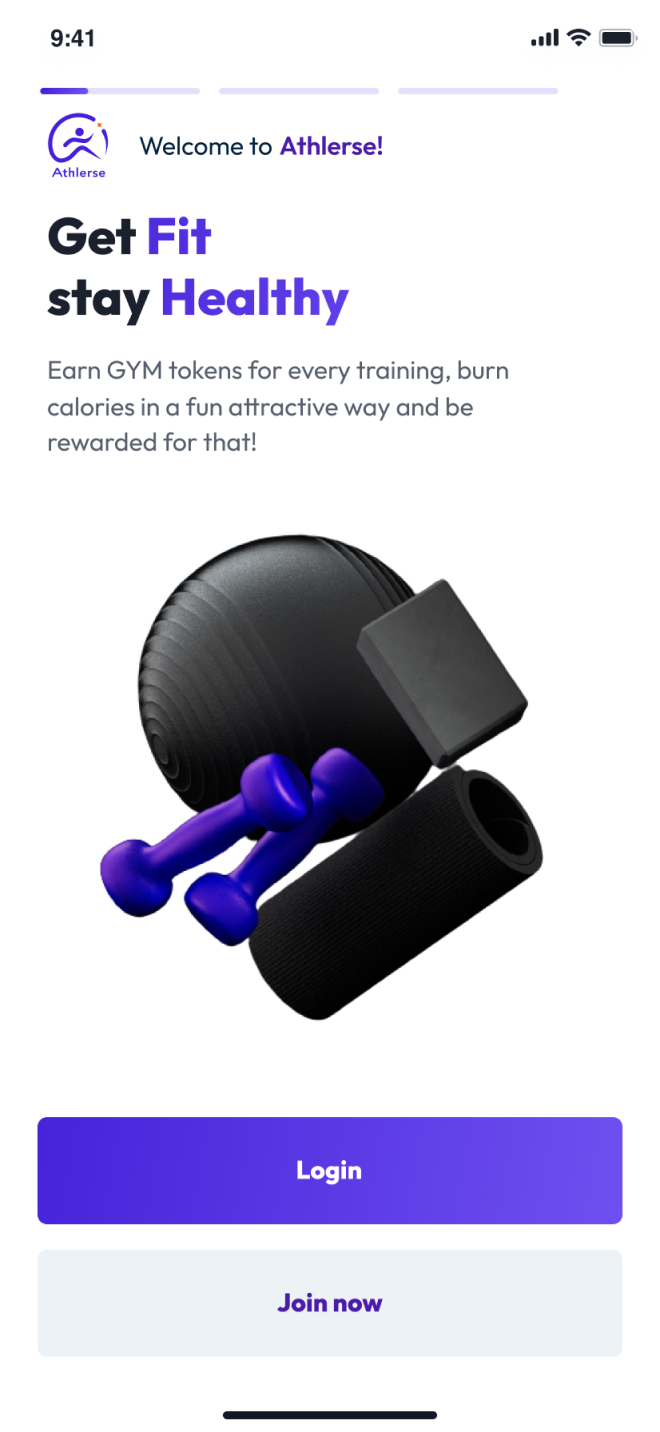 9:41
Athlerse
Welcome to Athlerse!
Get Fit
stay Healthy
Earn GYM tokens for every training, burn
calories in a fun attractive way and be
rewarded for that!
Login
Join now